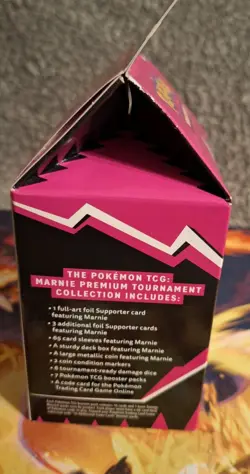 THE POKÉMON TCG:
MARNIE PREMIUM TOURNAMENT
COLLECTION INCLUDES:
• 1 full-art foil Supporter card
featuring Marnie
• 3 additional foil Supporter cards
featuring Marnie
• 65 card sleeves featuring Marnie
• A sturdy deck box featuring Marnie
• A large metallic coin featuring Marnie
• 2 coin condition markers
• 6 tournament-ready damage dice
• 7 Pokémon TCG booster packs
• A code card for the Pokémon
Trading Card Game Online